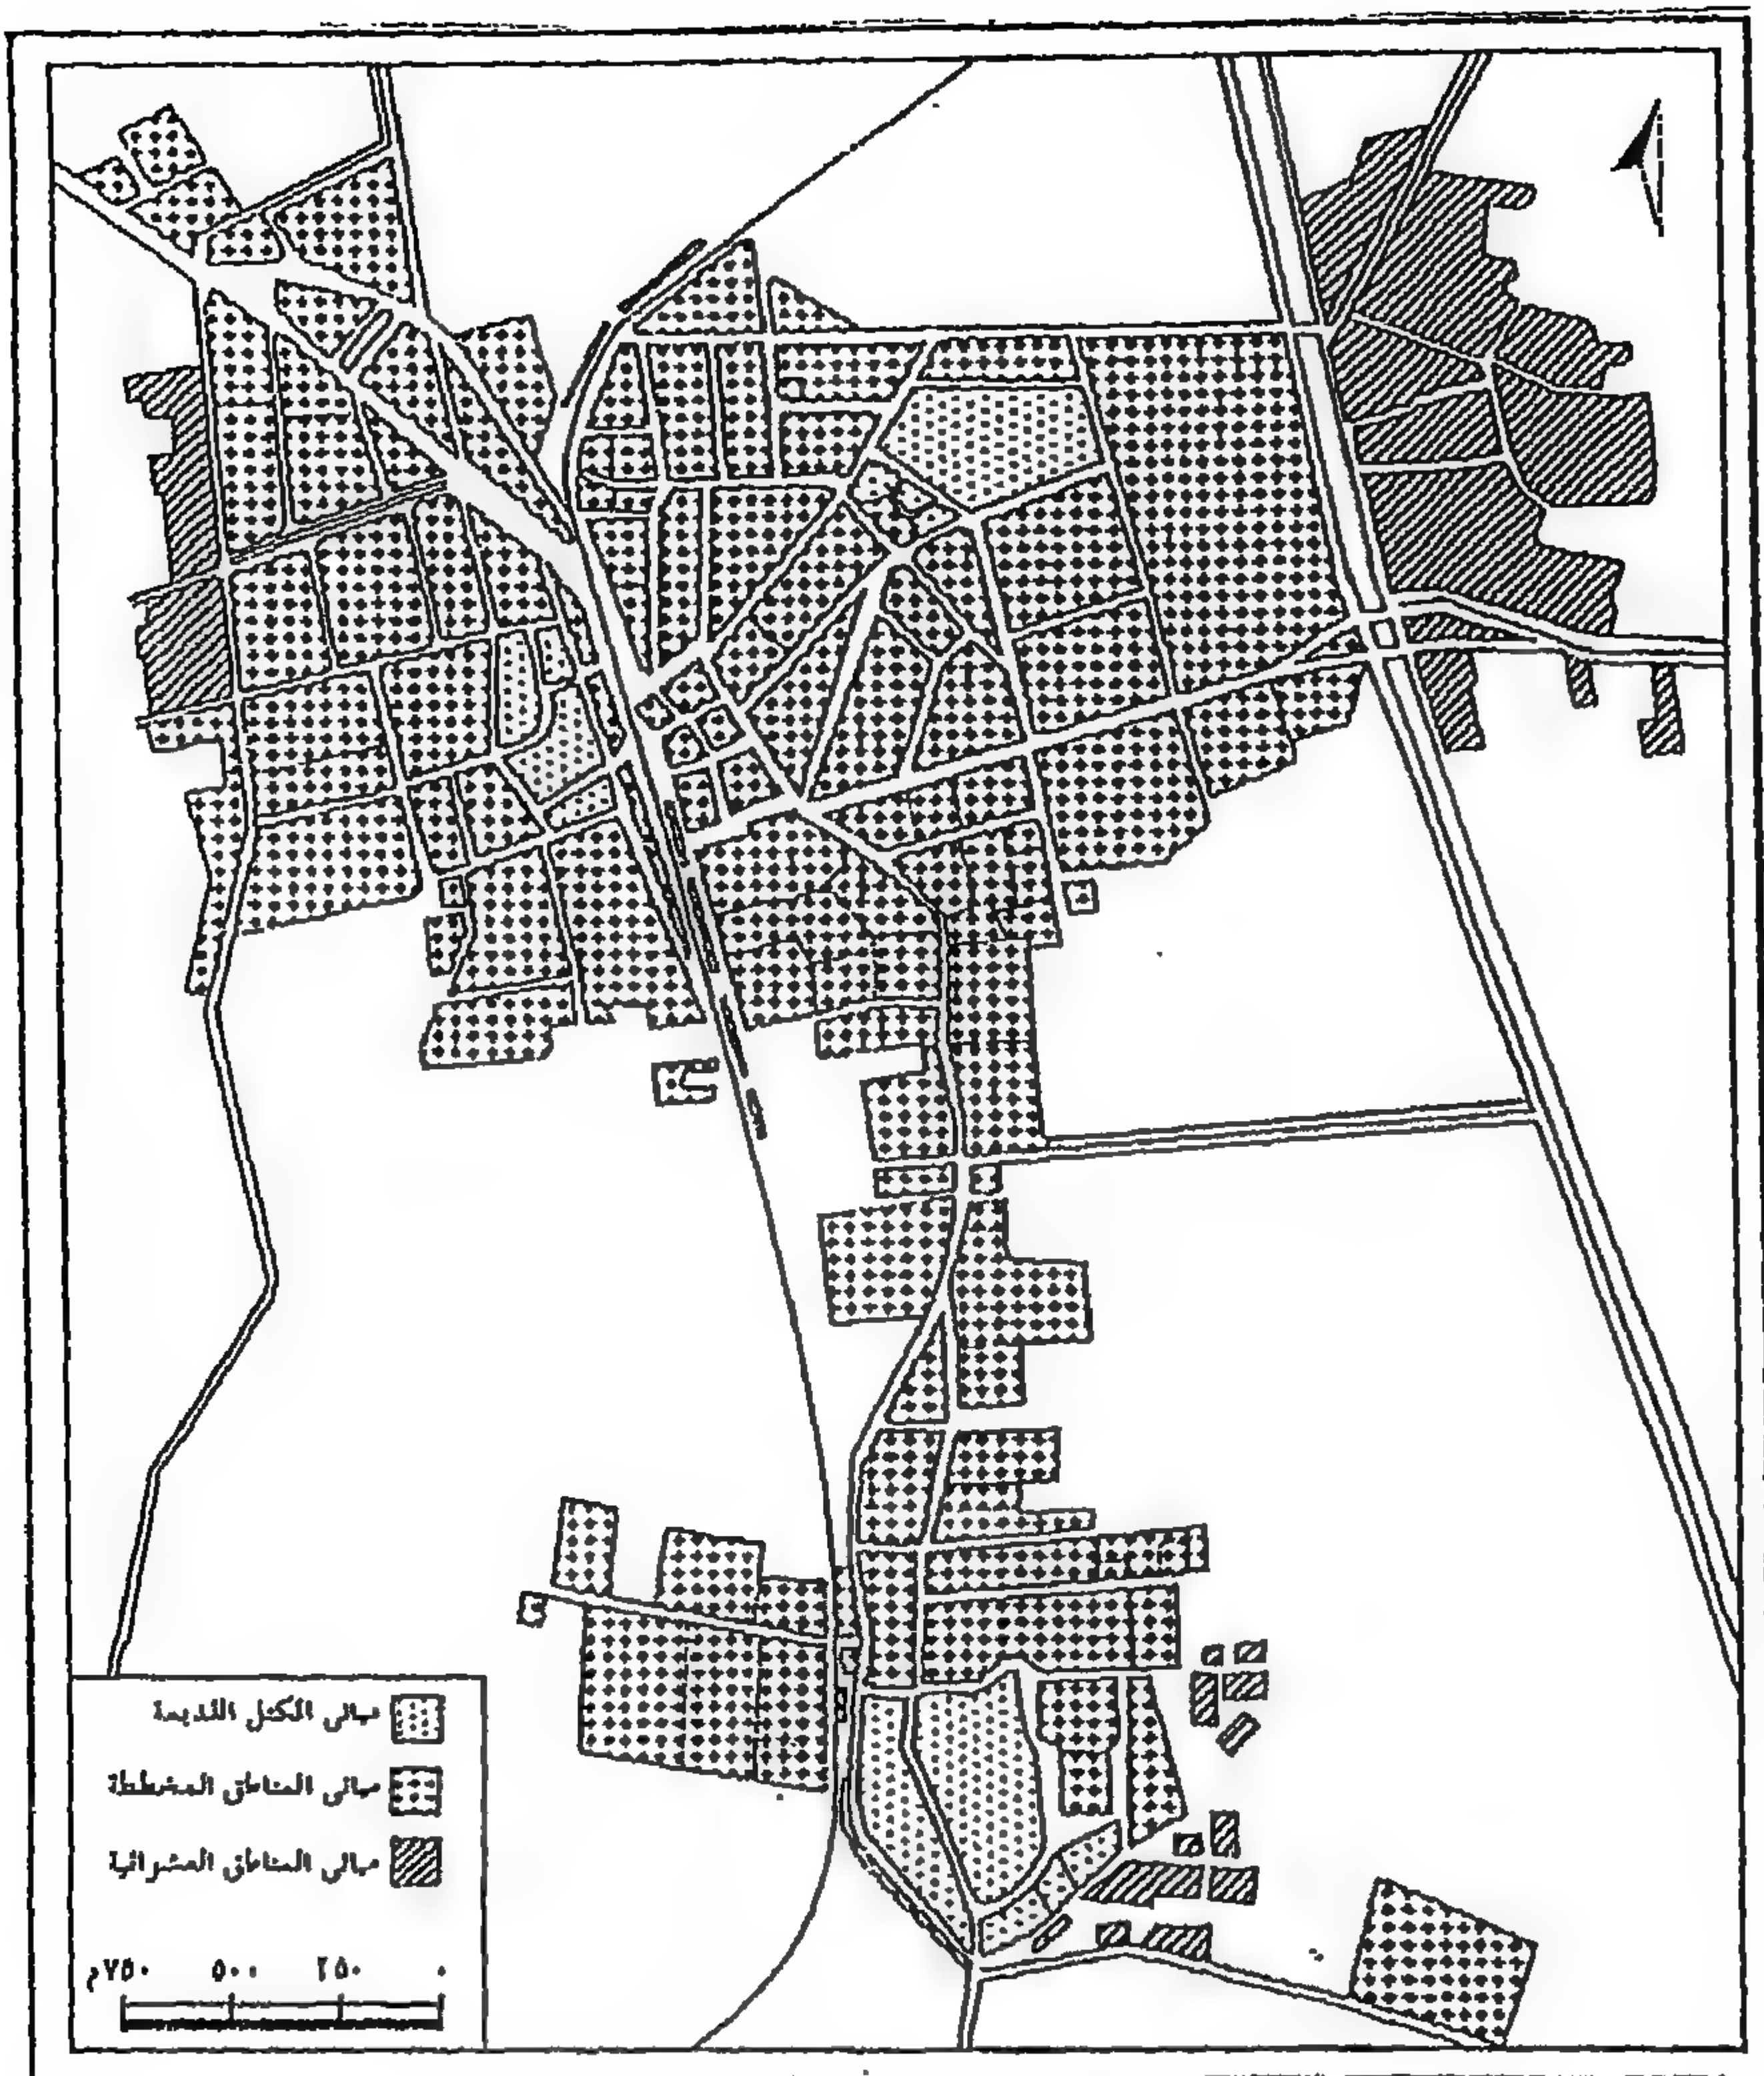 مباني الكتل القديمة
مباني المناطق المخططة
مباني المناطق العشوائية
٠ ٢٥٠ ٥٠٠ ٧٥٠م